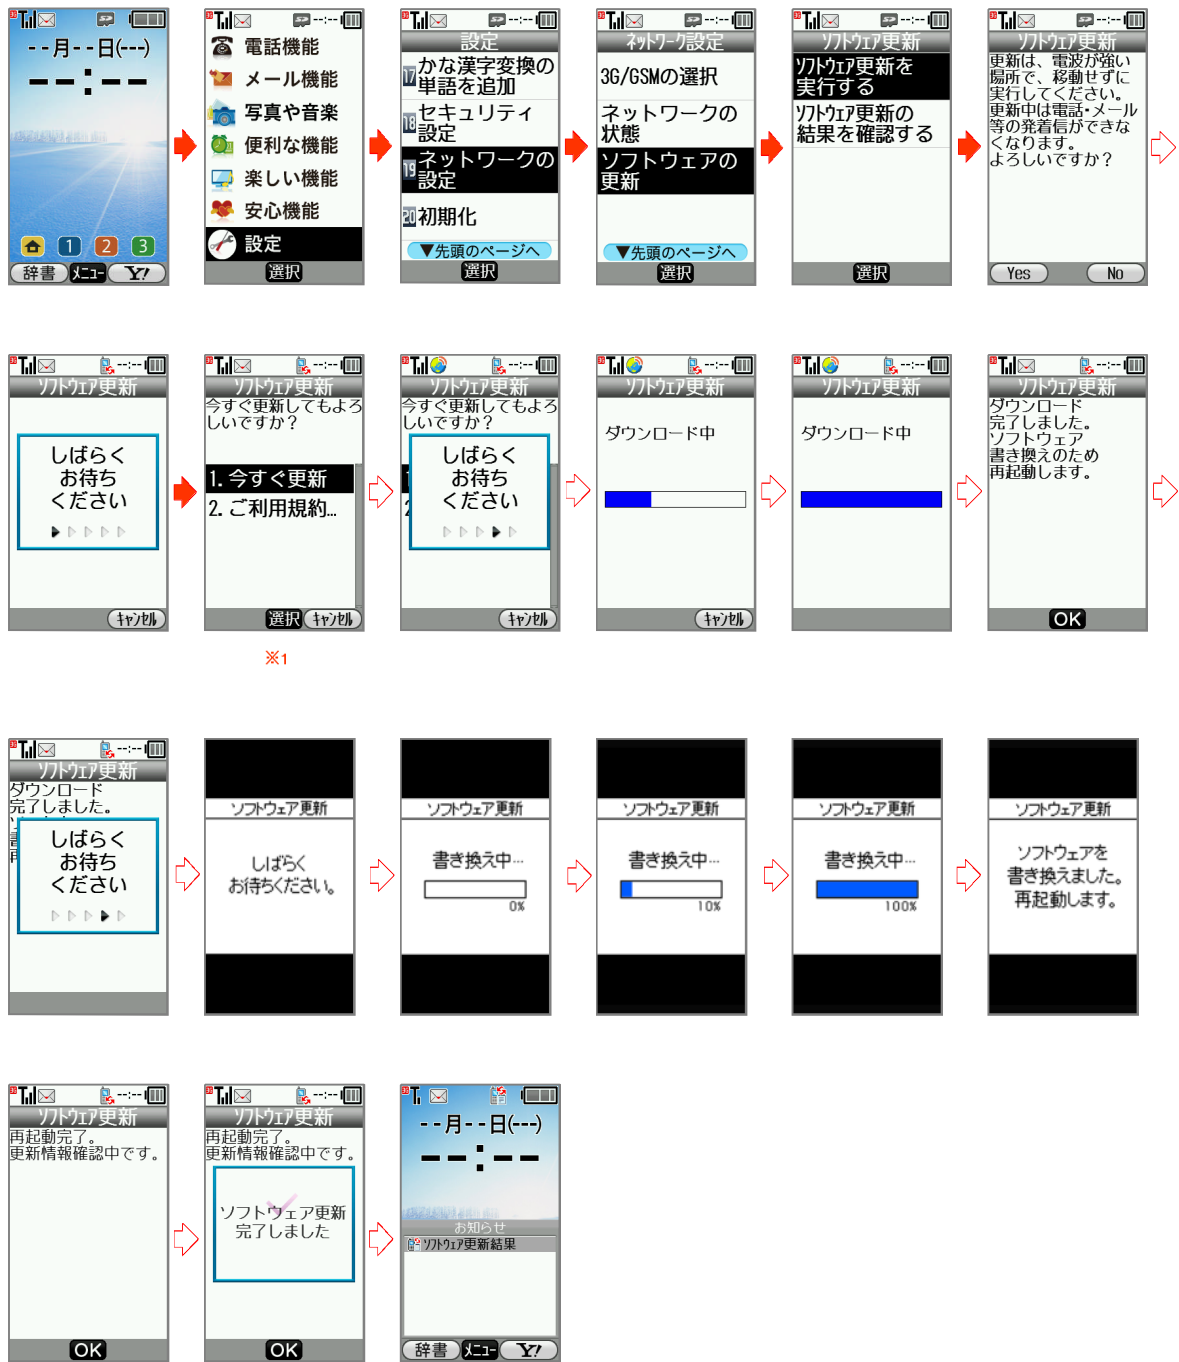 --月--日(---)
--:--
辞書 メニュー Y!
--:--
電話機能
メール機能
写真や音楽
便利な機能
楽しい機能
安心機能
設定
選択
--:--
設定
17 かな漢字変換の
単語を追加
18 セキュリティ
設定
19 ネットワークの
設定
20 初期化
▼先頭のページへ
選択
--:--
ネットワーク設定
3G/GSMの選択
ネットワークの
状態
ソフトウェアの
更新
▼先頭のページへ
選択
--:--
ソフトウェア更新
ソフトウェア更新を
実行する
ソフトウェア更新の
結果を確認する
選択
--:--
ソフトウェア更新
更新は、電波が強い
場所で、移動せずに
実行してください。
更新中は電話・メール
等の発着信ができな
くなります。
よろしいですか？
Yes No
--:--
ソフトウェア更新
しばらく
お待ち
ください
キャンセル
--:--
ソフトウェア更新
今すぐ更新してもよろ
しいですか？
1. 今すぐ更新
2. ご利用規約…
選択 キャンセル
※1
--:--
ソフトウェア更新
今すぐ更新してもよろ
しいですか？
しばらく
お待ち
ください
キャンセル
--:--
ソフトウェア更新
ダウンロード中
キャンセル
--:--
ソフトウェア更新
ダウンロード中
--:--
ソフトウェア更新
ダウンロード
完了しました。
ソフトウェア
書き換えのため
再起動します。
OK
--:--
ソフトウェア更新
ダウンロード
完了しました。
しばらく
お待ち
ください
ソフトウェア更新
しばらく
お待ちください。
ソフトウェア更新
書き換え中…
0%
ソフトウェア更新
書き換え中…
10%
ソフトウェア更新
書き換え中…
100%
ソフトウェア更新
ソフトウェアを
書き換えました。
再起動します。
--:--
ソフトウェア更新
再起動完了。
更新情報確認中です。
OK
--:--
ソフトウェア更新
再起動完了。
更新情報確認中です。
ソフトウェア更新
完了しました
OK
--月--日(---)
--:--
お知らせ
ソフトウェア更新結果
辞書 メニュー Y!